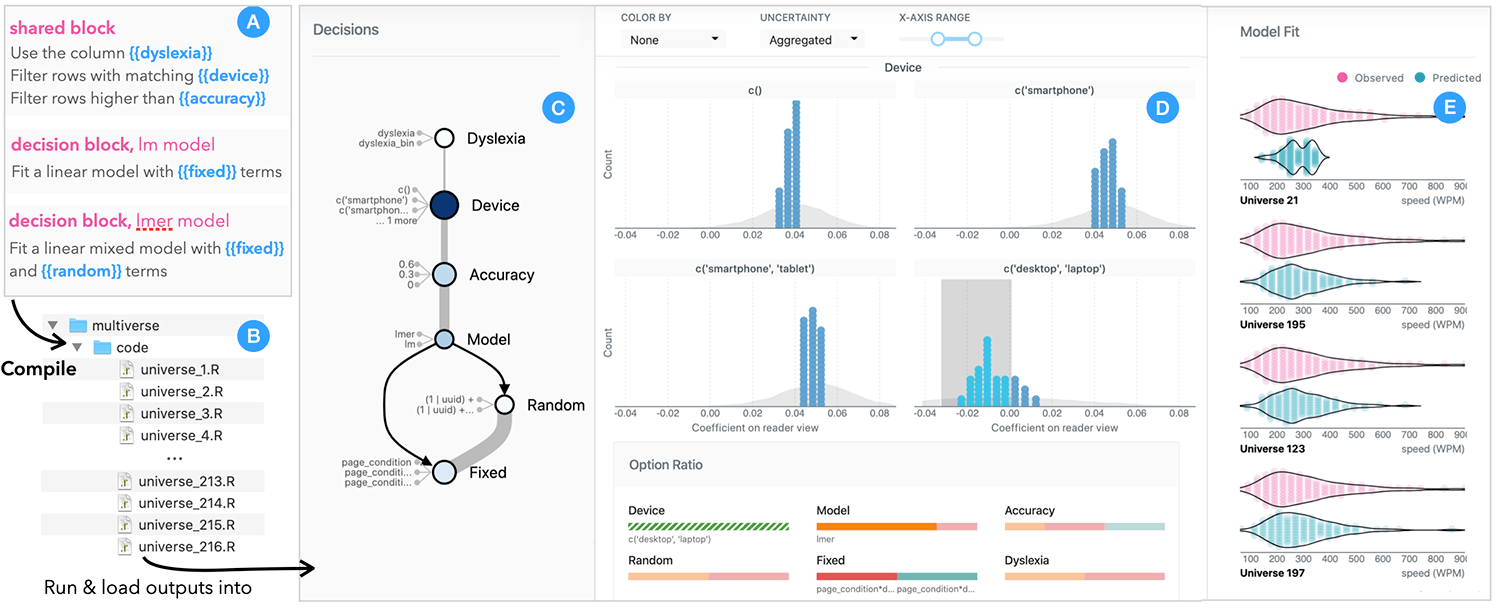 A
shared block
Use the column {{dyslexia}}
Filter rows with matching {{device}}
Filter rows higher than {{accuracy}}
decision block, lm model
Fit a linear model with {{fixed}} terms
decision block, lmer model
Fit a linear mixed model with {{fixed}}
and {{random}} terms
Compile
B
multiverse
code
universe_1.R
universe_2.R
universe_3.R
universe_4.R
...
universe_213.R
universe_214.R
universe_215.R
universe_216.R
Run & load outputs into
Decisions
C
dyslexia
dyslexia_bin
Dyslexia
c()
c('smartphone')
c('smartphon...
... 1 more
Device
0.6
0.3
0
Accuracy
lmer
lm
Model
(1 | uuid) +
(1 | uuid) +...
Random
page_condition
page_conditi...
page_conditi...
Fixed
COLOR BY
None
UNCERTAINTY
Aggregated
X-AXIS RANGE
Device
D
c()
Count
-0.04 -0.02 0.00 0.02 0.04 0.06 0.08
c('smartphone')
-0.04 -0.02 0.00 0.02 0.04 0.06 0.08
c('smartphone', 'tablet')
Count
-0.04 -0.02 0.00 0.02 0.04 0.06 0.08
Coefficient on reader view
c('desktop', 'laptop')
-0.04 -0.02 0.00 0.02 0.04 0.06 0.08
Coefficient on reader view
Option Ratio
Device
c('desktop', 'laptop')
Model
lmer
Accuracy
Random
Fixed
page_condition*d... page_condition*d...
Dyslexia
Model Fit
E
Observed Predicted
100 200 300 400 500 600 700 800 900
Universe 21 speed (WPM)
100 200 300 400 500 600 700 800 900
Universe 195 speed (WPM)
100 200 300 400 500 600 700 800 900
Universe 123 speed (WPM)
100 200 300 400 500 600 700 800 900
Universe 197 speed (WPM)